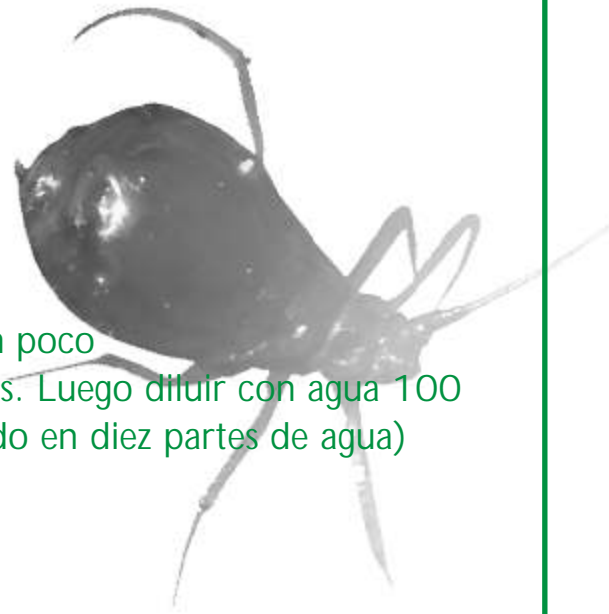 poco
s. Luego diluir con agua 100
do en diez partes de agua)